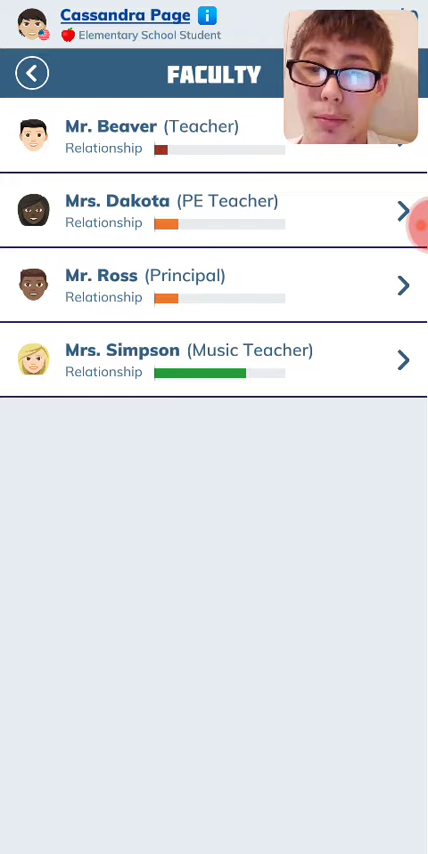 Cassandra Page i
Elementary School Student
FACULTY
Mr. Beaver (Teacher)
Relationship
Mrs. Dakota (PE Teacher)
Relationship
Mr. Ross (Principal)
Relationship
Mrs. Simpson (Music Teacher)
Relationship